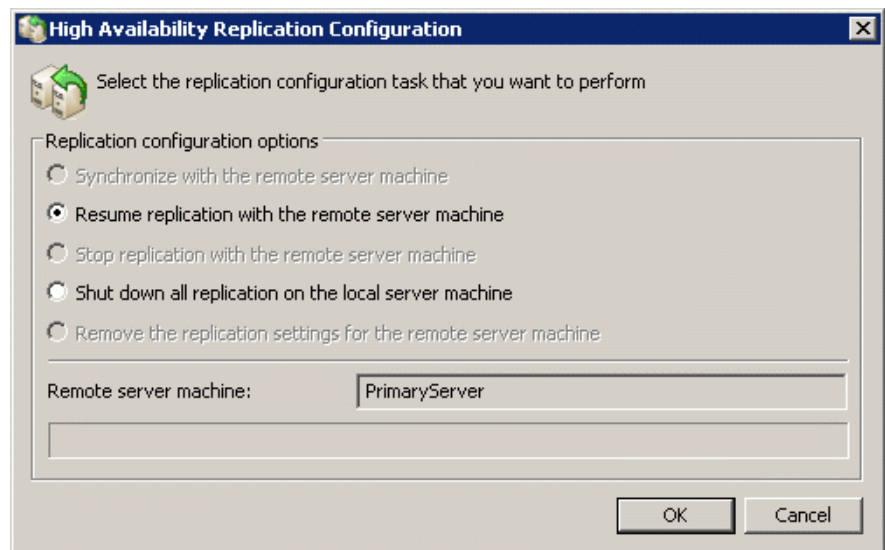 High Availability Replication Configuration
Select the replication configuration task that you want to perform
Replication configuration options
Synchronize with the remote server machine
Resume replication with the remote server machine
Stop replication with the remote server machine
Shut down all replication on the local server machine
Remove the replication settings for the remote server machine
Remote server machine: PrimaryServer
OK Cancel